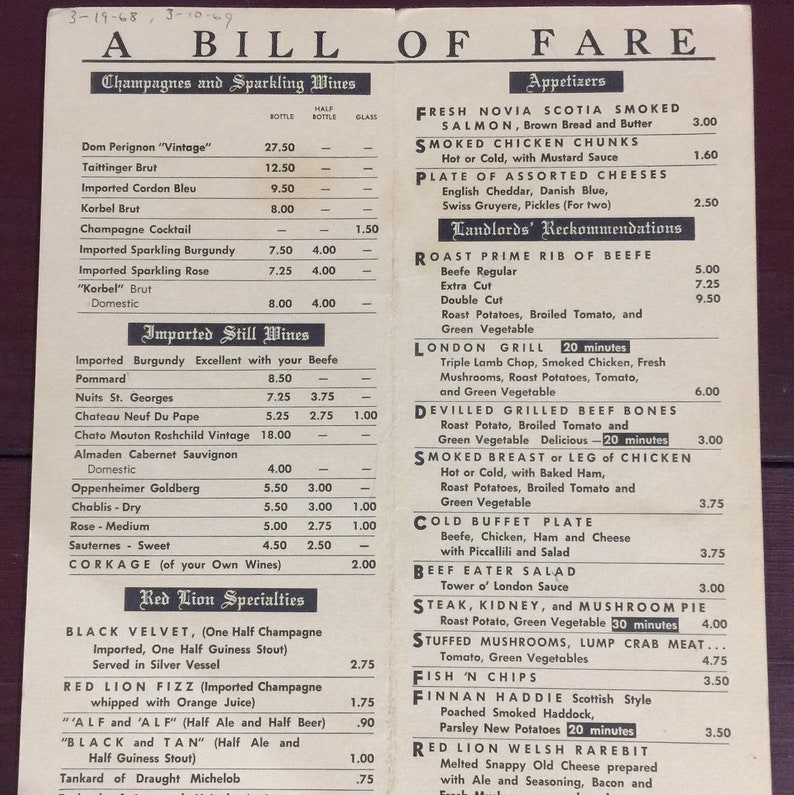 3-19-68, 3-10-69
A BILL OF FARE
Champagnes and Sparkling Wines
BOTTLE HALF BOTTLE GLASS
Dom Perignon "Vintage" 27.50 — —
Taittinger Brut 12.50 — —
Imported Cordon Bleu 9.50 — —
Korbel Brut 8.00 — —
Champagne Cocktail — — 1.50
Imported Sparkling Burgundy 7.50 4.00 —
Imported Sparkling Rose 7.25 4.00 —
"Korbel" Brut
Domestic 8.00 4.00 —
Imported Still Wines
Imported Burgundy Excellent with your Beefe
Pommard 8.50 — —
Nuits St. Georges 7.25 3.75 —
Chateau Neuf Du Pape 5.25 2.75 1.00
Chato Mouton Roshchild Vintage 18.00 — —
Almaden Cabernet Sauvignon
Domestic 4.00 — —
Oppenheimer Goldberg 5.50 3.00 —
Chablis - Dry 5.50 3.00 1.00
Rose - Medium 5.00 2.75 1.00
Sauternes - Sweet 4.50 2.50 —
CORKAGE (of your Own Wines) 2.00
Red Lion Specialties
BLACK VELVET, (One Half Champagne
Imported, One Half Guiness Stout)
Served in Silver Vessel 2.75
RED LION FIZZ (Imported Champagne
whipped with Orange Juice) 1.75
"'ALF and 'ALF" (Half Ale and Half Beer) .90
"BLACK and TAN" (Half Ale and
Half Guiness Stout) 1.00
Tankard of Draught Michelob .75
Appetizers
FRESH NOVIA SCOTIA SMOKED
SALMON, Brown Bread and Butter 3.00
SMOKED CHICKEN CHUNKS
Hot or Cold, with Mustard Sauce 1.60
PLATE OF ASSORTED CHEESES
English Cheddar, Danish Blue,
Swiss Gruyere, Pickles (For two) 2.50
Landlords' Reckommendations
ROAST PRIME RIB OF BEEFE
Beefe Regular 5.00
Extra Cut 7.25
Double Cut 9.50
Roast Potatoes, Broiled Tomato, and
Green Vegetable
LONDON GRILL 20 minutes
Triple Lamb Chop, Smoked Chicken, Fresh
Mushrooms, Roast Potatoes, Tomato,
and Green Vegetable 6.00
DEVILLED GRILLED BEEF BONES
Roast Potato, Broiled Tomato and
Green Vegetable Delicious — 20 minutes 3.00
SMOKED BREAST or LEG of CHICKEN
Hot or Cold, with Baked Ham,
Roast Potatoes, Broiled Tomato and
Green Vegetable 3.75
COLD BUFFET PLATE
Beefe, Chicken, Ham and Cheese
with Piccallili and Salad 3.75
BEEF EATER SALAD
Tower o' London Sauce 3.00
STEAK, KIDNEY, and MUSHROOM PIE
Roast Potato, Green Vegetable 30 minutes 4.00
STUFFED MUSHROOMS, LUMP CRAB MEAT...
Tomato, Green Vegetables 4.75
FISH 'N CHIPS 3.50
FINNAN HADDIE Scottish Style
Poached Smoked Haddock,
Parsley New Potatoes 20 minutes 3.50
RED LION WELSH RAREBIT
Melted Snappy Old Cheese prepared
with Ale and Seasoning, Bacon and